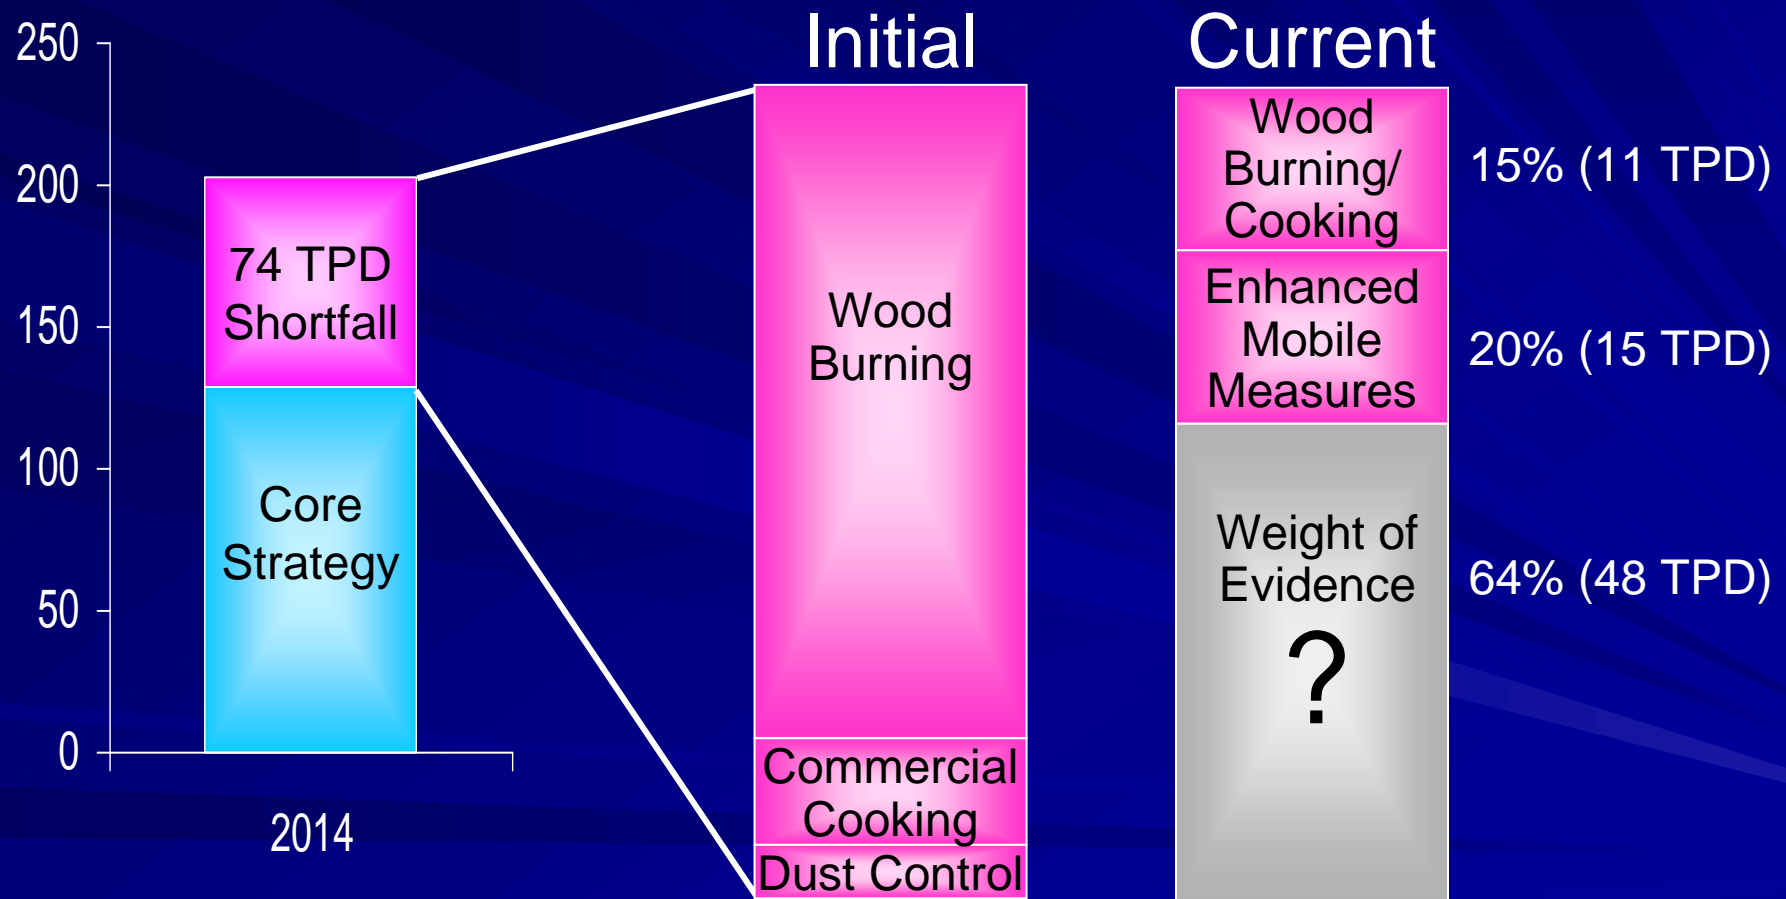 Initial
Current
250
200
150
100
50
0
74 TPD
Shortfall
Core
Strategy
2014
Wood
Burning
Commercial
Cooking
Dust Control
Wood
Burning/
Cooking
Enhanced
Mobile
Measures
Weight of
Evidence
?
15% (11 TPD)
20% (15 TPD)
64% (48 TPD)